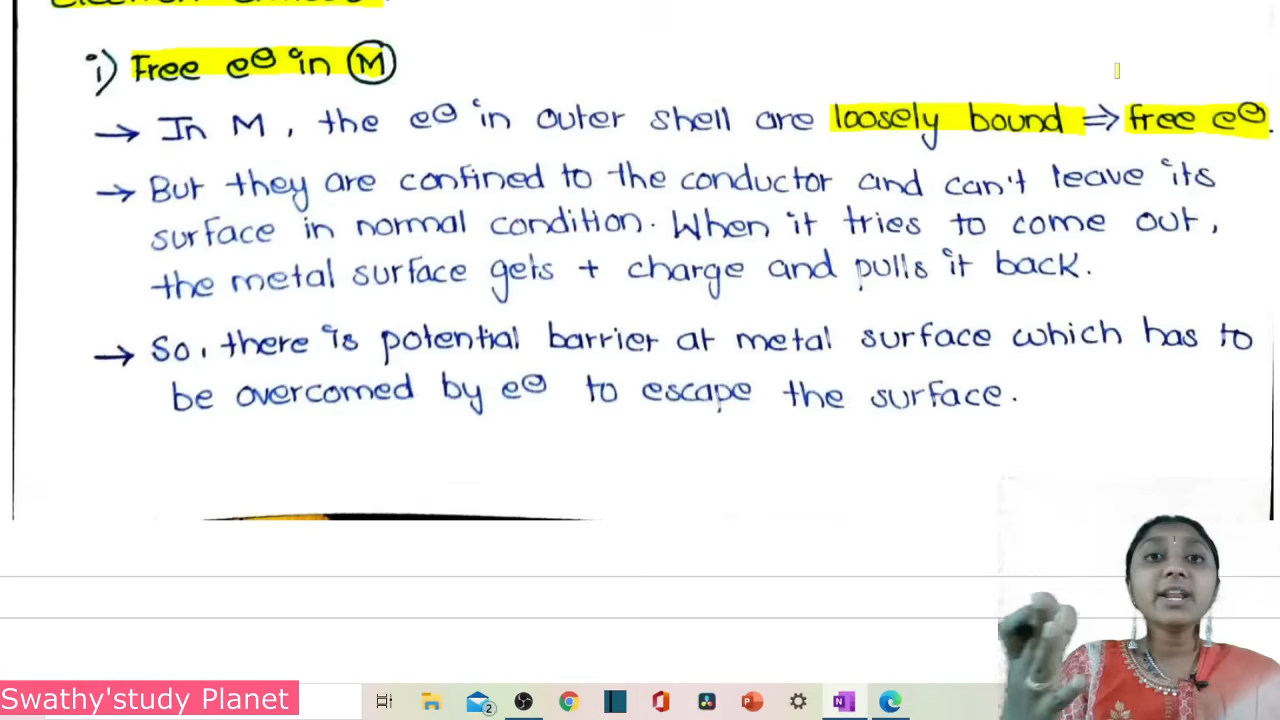 i) Free e⊖ in Ⓜ
→ In M, the e⊖ in outer shell are loosely bound ⇒ free e⊖.
→ But they are confined to the conductor and can't leave its
surface in normal condition. When it tries to come out,
the metal surface gets + charge and pulls it back.
→ So, there is potential barrier at metal surface which has to
be overcomed by e⊖ to escape the surface.
Swathy'study Planet
2